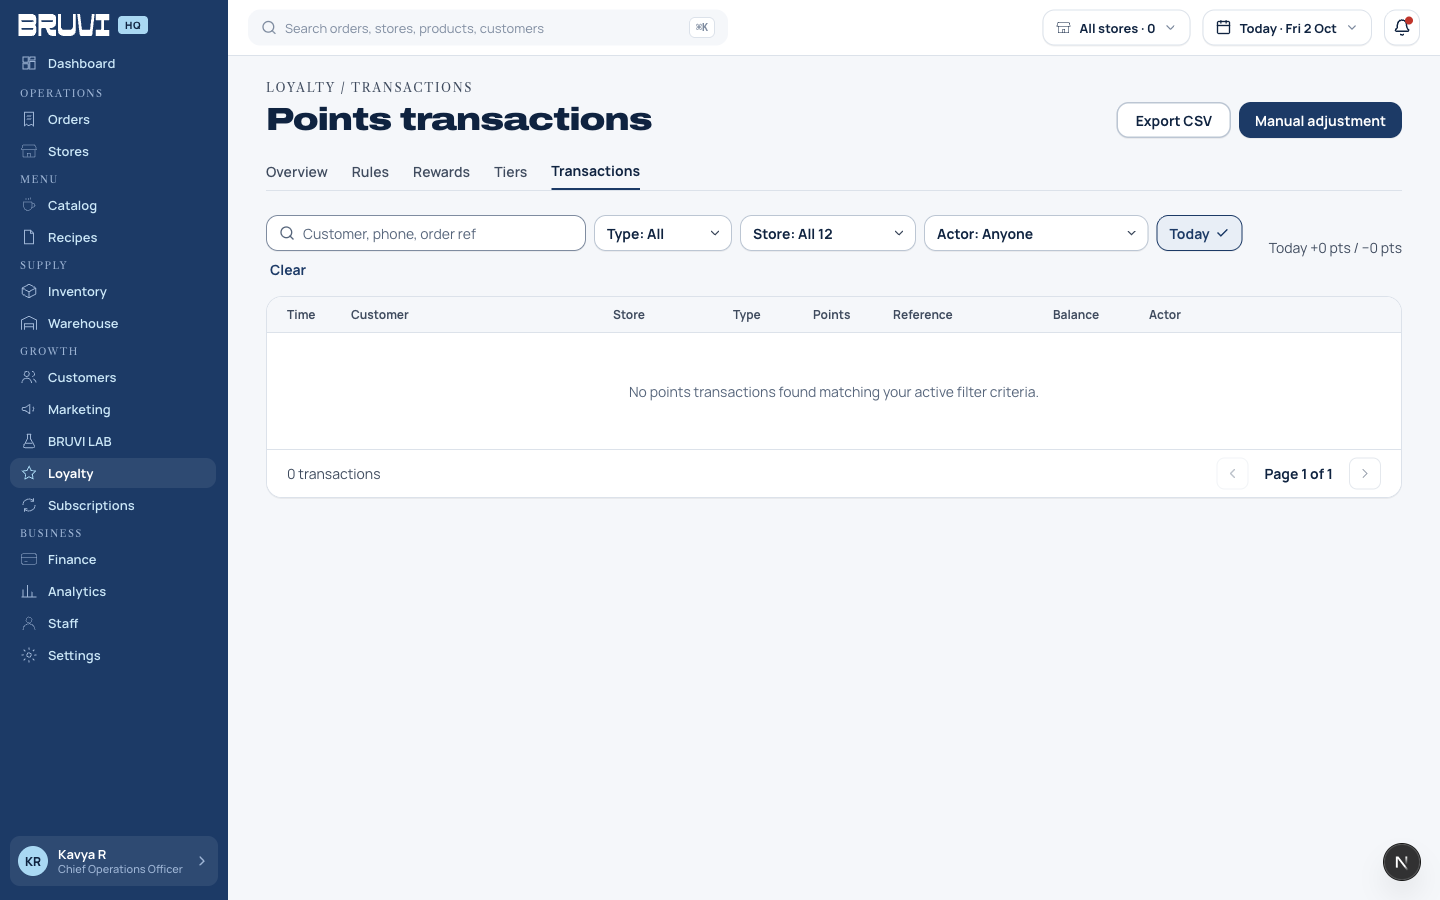 BRUVI HQ
Search orders, stores, products, customers ⌘K
All stores · 0
Today · Fri 2 Oct
Dashboard
OPERATIONS
Orders
Stores
MENU
Catalog
Recipes
SUPPLY
Inventory
Warehouse
GROWTH
Customers
Marketing
BRUVI LAB
Loyalty
Subscriptions
BUSINESS
Finance
Analytics
Staff
Settings
KR
Kavya R
Chief Operations Officer
LOYALTY / TRANSACTIONS
Points transactions
Export CSV
Manual adjustment
Overview Rules Rewards Tiers Transactions
Customer, phone, order ref
Type: All
Store: All 12
Actor: Anyone
Today
Today +0 pts / −0 pts
Clear
Time Customer Store Type Points Reference Balance Actor
No points transactions found matching your active filter criteria.
0 transactions
Page 1 of 1
N